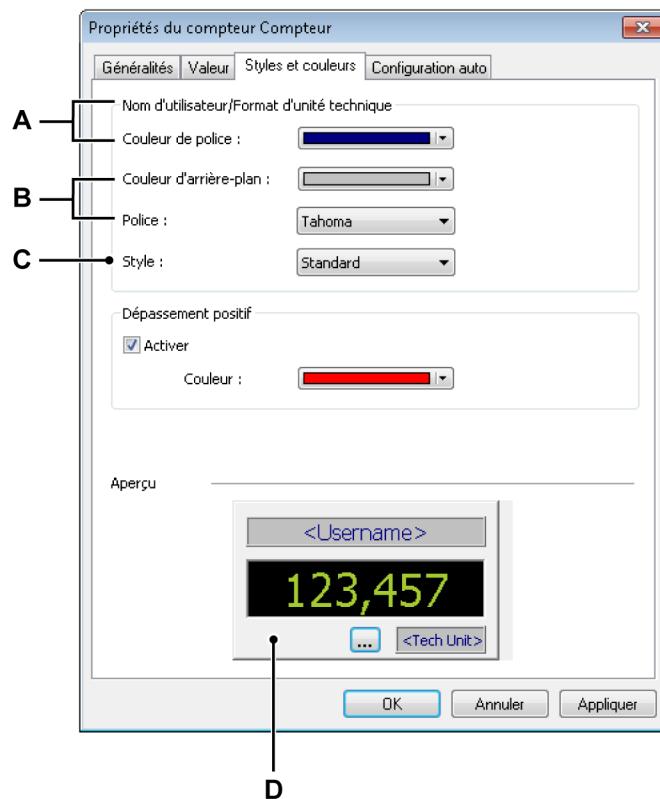 Propriétés du compteur Compteur
Généralités Valeur Styles et couleurs Configuration auto
A
Nom d'utilisateur/Format d'unité technique
Couleur de police :
B
Couleur d'arrière-plan :
Police : Tahoma
C
Style : Standard
Dépassement positif
Activer
Couleur :
Aperçu
<Username>
123,457
... <Tech Unit>
OK Annuler Appliquer
D